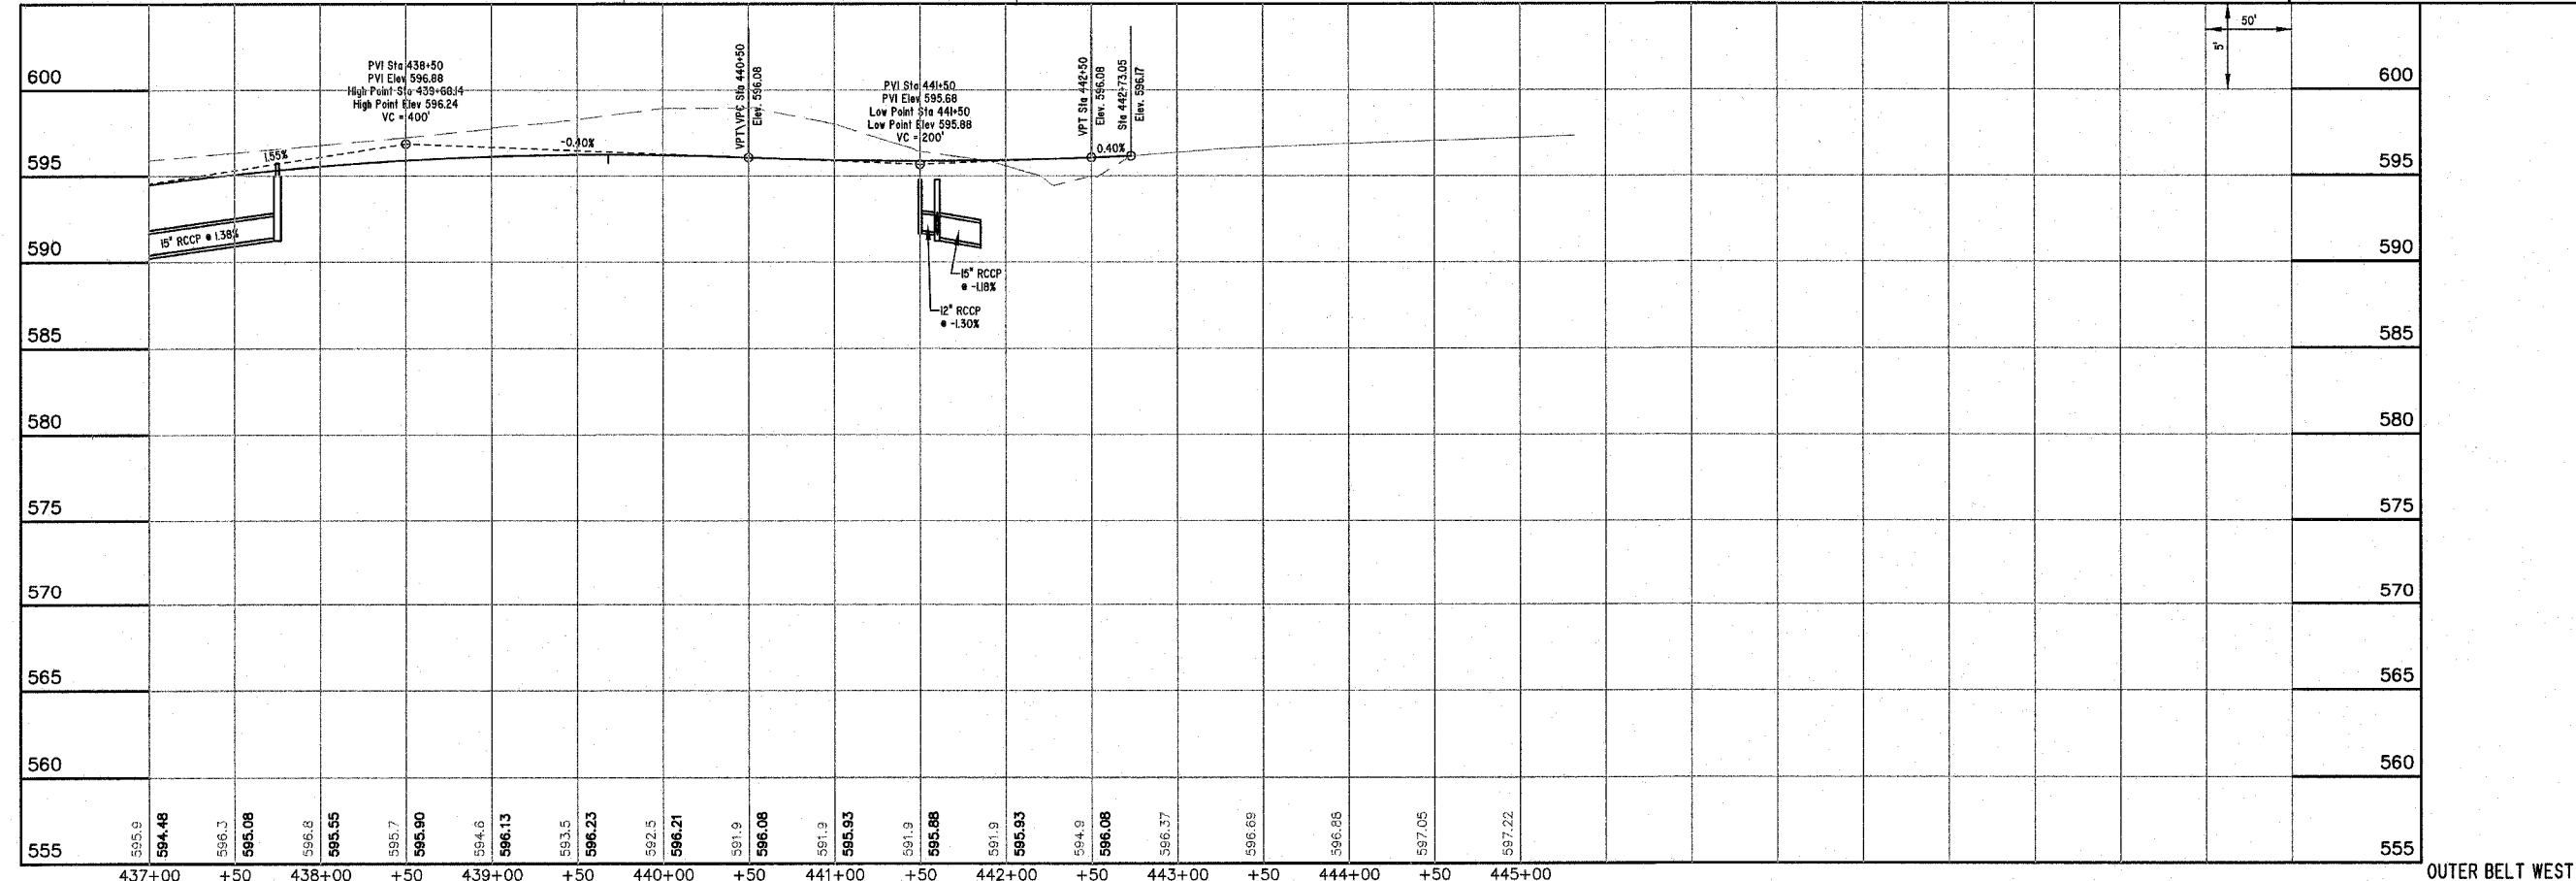 50'
5'
600
600
PVI Sta 438+50
PVI Elev 596.88
High Point Sta 439+68.14
High Point Elev 596.24
VC = 400'
VPT\VPC Sta 440+50
Elev. 596.08
PVI Sta 441+50
PVI Elev 595.68
Low Point Sta 441+50
Low Point Elev 595.88
VC = 200'
VPT Sta 442+50
Elev. 596.08
Sta 442+73.05
Elev. 596.17
1.55%
-0.40%
0.40%
595
595
15" RCCP @ 1.38%
590
590
15" RCCP
@ -1.18%
12" RCCP
@ -1.30%
585
585
580
580
575
575
570
570
565
565
560
560
595.9 594.48
596.3 595.08
596.8 595.55
595.7 595.90
594.6 596.13
593.5 596.23
592.5 596.21
591.9 596.08
591.9 595.93
591.9 595.88
591.9 595.93
594.9 596.08
596.37
596.69
596.88
597.05
597.22
555
555
437+00 +50 438+00 +50 439+00 +50 440+00 +50 441+00 +50 442+00 +50 443+00 +50 444+00 +50 445+00
OUTER BELT WEST